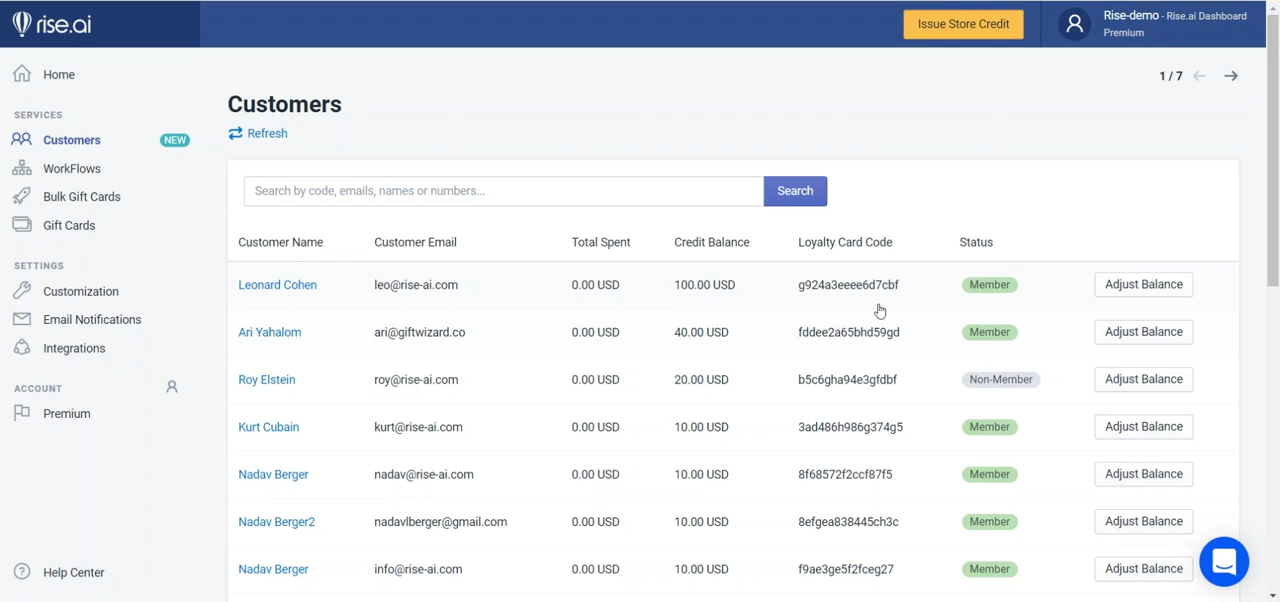 rise.ai
Issue Store Credit
Rise-demo - Rise.ai Dashboard
Premium
Home
1 / 7
SERVICES
Customers NEW
WorkFlows
Bulk Gift Cards
Gift Cards
SETTINGS
Customization
Email Notifications
Integrations
ACCOUNT
Premium
Help Center
Customers
Refresh
Search by code, emails, names or numbers... Search
Customer Name Customer Email Total Spent Credit Balance Loyalty Card Code Status
Leonard Cohen leo@rise-ai.com 0.00 USD 100.00 USD g924a3eeee6d7cbf Member Adjust Balance
Ari Yahalom ari@giftwizard.co 0.00 USD 40.00 USD fddee2a65bhd59gd Member Adjust Balance
Roy Elstein roy@rise-ai.com 0.00 USD 20.00 USD b5c6gha94e3gfdbf Non-Member Adjust Balance
Kurt Cubain kurt@rise-ai.com 0.00 USD 10.00 USD 3ad486h986g374g5 Member Adjust Balance
Nadav Berger nadav@rise-ai.com 0.00 USD 10.00 USD 8f68572f2ccf87f5 Member Adjust Balance
Nadav Berger2 nadavlberger@gmail.com 0.00 USD 10.00 USD 8efgea838445ch3c Member Adjust Balance
Nadav Berger info@rise-ai.com 0.00 USD 10.00 USD f9ae3ge5f2fceg27 Member Adjust Balance